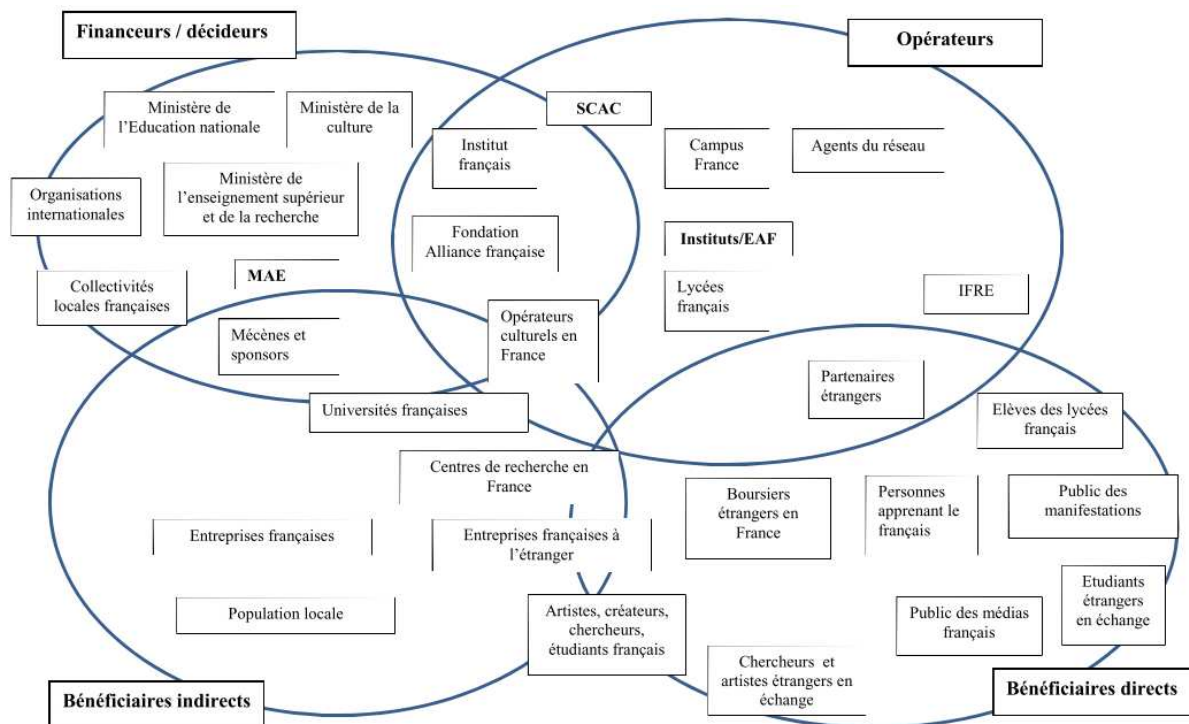 Financeurs / décideurs
Opérateurs
Ministère de
l’Education nationale
Ministère de la
culture
SCAC
Institut
français
Campus
France
Agents du réseau
Organisations
internationales
Ministère de
l’enseignement supérieur
et de la recherche
Fondation
Alliance française
Instituts/EAF
MAE
Collectivités
locales françaises
Lycées
français
IFRE
Mécènes et
sponsors
Opérateurs
culturels en
France
Partenaires
étrangers
Universités françaises
Elèves des lycées
français
Centres de recherche en
France
Boursiers
étrangers en
France
Personnes
apprenant le
français
Public des
manifestations
Entreprises françaises
Entreprises françaises à
l’étranger
Population locale
Artistes, créateurs,
chercheurs,
étudiants français
Public des médias
français
Etudiants
étrangers
en échange
Chercheurs et
artistes étrangers en
échange
Bénéficiaires indirects
Bénéficiaires directs